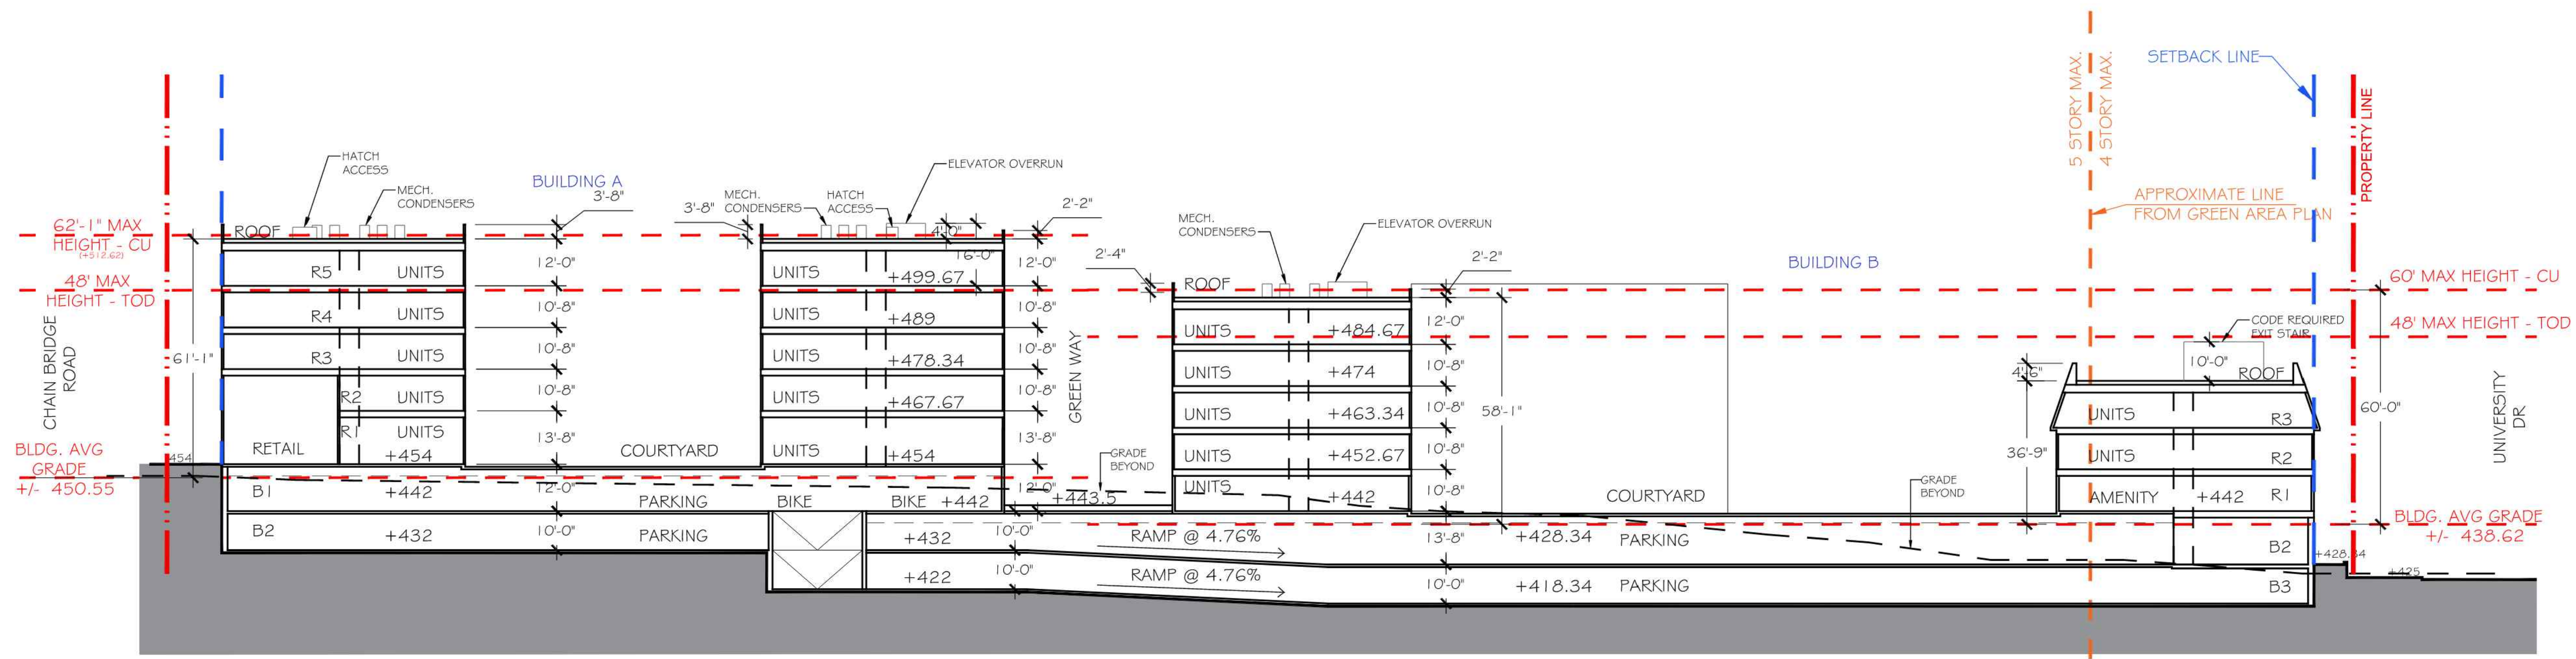 5 STORY MAX.
4 STORY MAX.
SETBACK LINE
PROPERTY LINE
APPROXIMATE LINE
FROM GREEN AREA PLAN
HATCH
ACCESS
MECH.
CONDENSERS
BUILDING A
3'-8"
3'-8"
MECH.
CONDENSERS
HATCH
ACCESS
ELEVATOR OVERRUN
2'-2"
MECH.
CONDENSERS
ELEVATOR OVERRUN
2'-4"
2'-2"
BUILDING B
62'-1" MAX
HEIGHT - CU
(+512.62)
48' MAX
HEIGHT - TOD
CHAIN BRIDGE
ROAD
61'-1"
BLDG. AVG
GRADE
+/- 450.55
454
ROOF
R5
UNITS
R4
UNITS
R3
UNITS
R2
UNITS
R1
UNITS
RETAIL
+454
B1
+442
B2
+432
12'-0"
10'-8"
10'-8"
10'-8"
13'-8"
12'-0"
10'-0"
COURTYARD
PARKING
PARKING
4'-0"
16'-0"
UNITS
+499.67
UNITS
+489
UNITS
+478.34
UNITS
+467.67
UNITS
+454
BIKE
BIKE
+442
+432
+422
12'-0"
10'-8"
10'-8"
10'-8"
13'-8"
12'-0"
10'-0"
10'-0"
GREEN WAY
GRADE
BEYOND
+443.5
RAMP @ 4.76%
RAMP @ 4.76%
ROOF
UNITS
+484.67
UNITS
+474
UNITS
+463.34
UNITS
+452.67
UNITS
+442
12'-0"
10'-8"
10'-8"
10'-8"
10'-8"
13'-8"
10'-0"
58'-1"
COURTYARD
+428.34
PARKING
+418.34
PARKING
GRADE
BEYOND
36'-9"
4'-6"
10'-0"
CODE REQUIRED
EXIT STAIR
ROOF
UNITS
R3
UNITS
R2
AMENITY
+442
R1
B2
B3
60' MAX HEIGHT - CU
48' MAX HEIGHT - TOD
60'-0"
UNIVERSITY
DR
BLDG. AVG GRADE
+/- 438.62
+428.34
+425